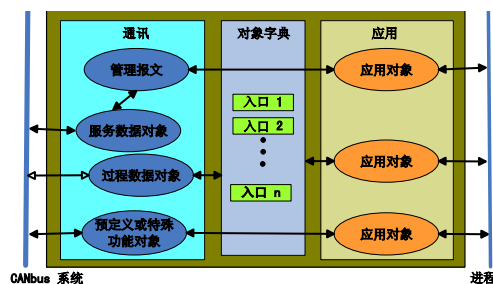 通讯
对象字典
应用
管理报文
应用对象
入口 1
服务数据对象
入口 2
过程数据对象
应用对象
入口 n
预定义或特殊
功能对象
应用对象
CANbus 系统
进程